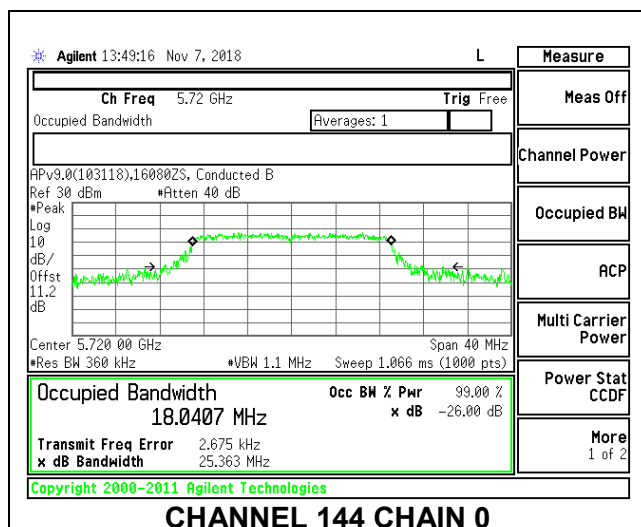 Agilent 13:49:16 Nov 7, 2018 L
Measure
Ch Freq 5.72 GHz Trig Free
Occupied Bandwidth Averages: 1
APv9.0(103118),16080ZS, Conducted B
Ref 30 dBm #Atten 40 dB
#Peak
Log
10
dB/
Offst
11.2
dB
Center 5.720 00 GHz Span 40 MHz
#Res BW 360 kHz #VBW 1.1 MHz Sweep 1.066 ms (1000 pts)
Occupied Bandwidth Occ BW % Pwr 99.00 %
18.0407 MHz x dB -26.00 dB
Transmit Freq Error 2.675 kHz
x dB Bandwidth 25.363 MHz
Copyright 2000-2011 Agilent Technologies
Meas Off
Channel Power
Occupied BW
ACP
Multi Carrier
Power
Power Stat
CCDF
More
1 of 2
CHANNEL 144 CHAIN 0